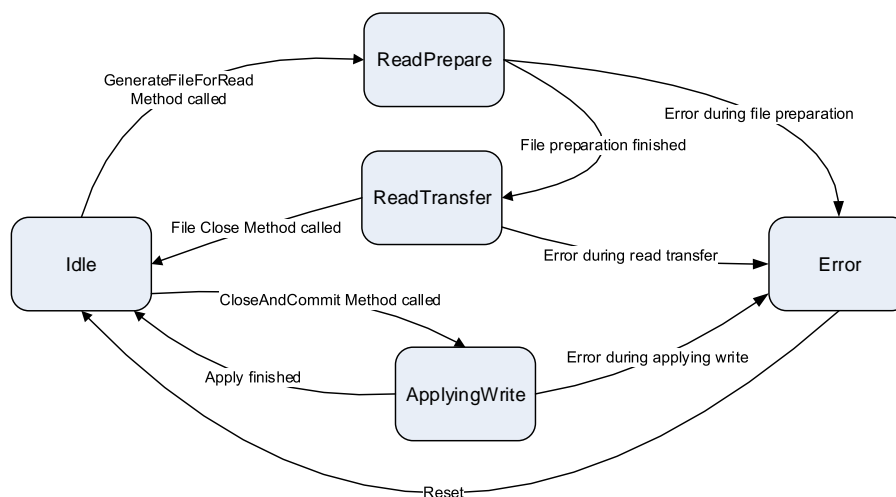 ReadPrepare
GenerateFileForRead
Method called
Error during file preparation
File preparation finished
ReadTransfer
File Close Method called
Error during read transfer
Idle
Error
CloseAndCommit Method called
Error during applying write
Apply finished
ApplyingWrite
Reset